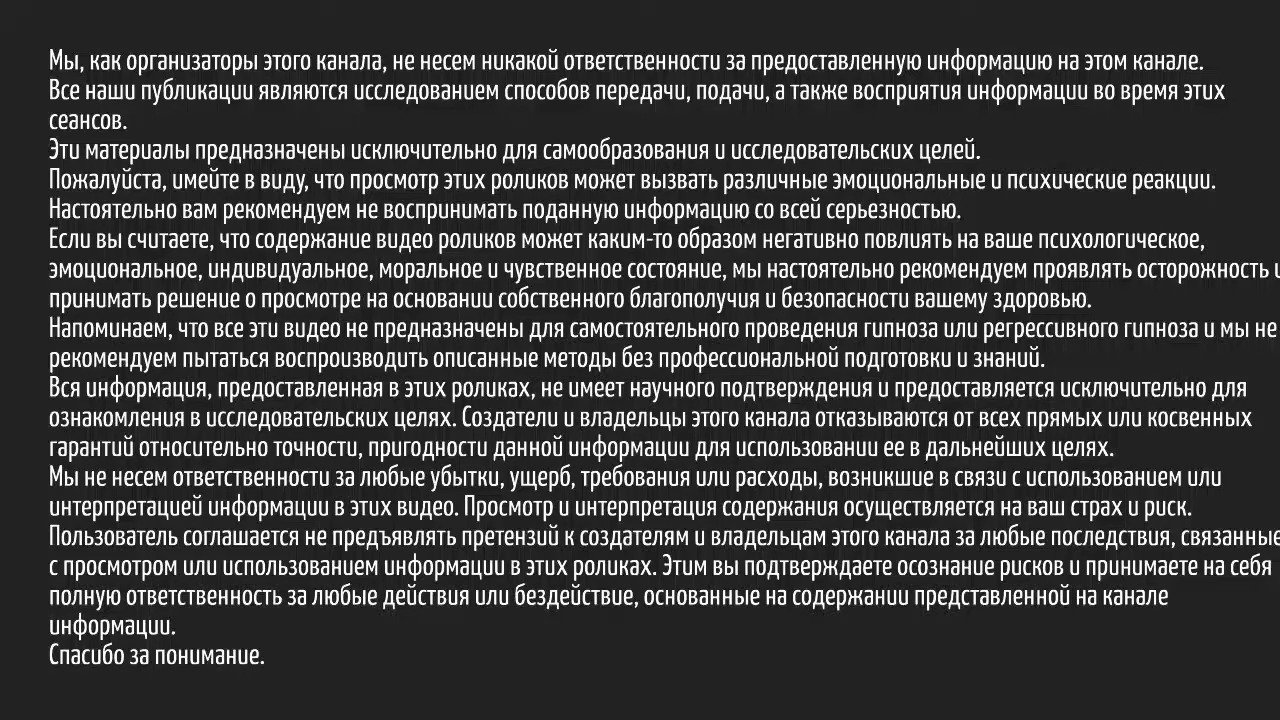 Мы, как организаторы этого канала, не несем никакой ответственности за предоставленную информацию на этом канале.
Все наши публикации являются исследованием способов передачи, подачи, а также восприятия информации во время этих
сеансов.
Эти материалы предназначены исключительно для самообразования и исследовательских целей.
Пожалуйста, имейте в виду, что просмотр этих роликов может вызвать различные эмоциональные и психические реакции.
Настоятельно вам рекомендуем не воспринимать поданную информацию со всей серьезностью.
Если вы считаете, что содержание видео роликов может каким-то образом негативно повлиять на ваше психологическое,
эмоциональное, индивидуальное, моральное и чувственное состояние, мы настоятельно рекомендуем проявлять осторожность и
принимать решение о просмотре на основании собственного благополучия и безопасности вашему здоровью.
Напоминаем, что все эти видео не предназначены для самостоятельного проведения гипноза или регрессивного гипноза и мы не
рекомендуем пытаться воспроизводить описанные методы без профессиональной подготовки и знаний.
Вся информация, предоставленная в этих роликах, не имеет научного подтверждения и предоставляется исключительно для
ознакомления в исследовательских целях. Создатели и владельцы этого канала отказываются от всех прямых или косвенных
гарантий относительно точности, пригодности данной информации для использовании ее в дальнейших целях.
Мы не несем ответственности за любые убытки, ущерб, требования или расходы, возникшие в связи с использованием или
интерпретацией информации в этих видео. Просмотр и интерпретация содержания осуществляется на ваш страх и риск.
Пользователь соглашается не предъявлять претензий к создателям и владельцам этого канала за любые последствия, связанные
с просмотром или использованием информации в этих роликах. Этим вы подтверждаете осознание рисков и принимаете на себя
полную ответственность за любые действия или бездействие, основанные на содержании представленной на канале
информации.
Спасибо за понимание.